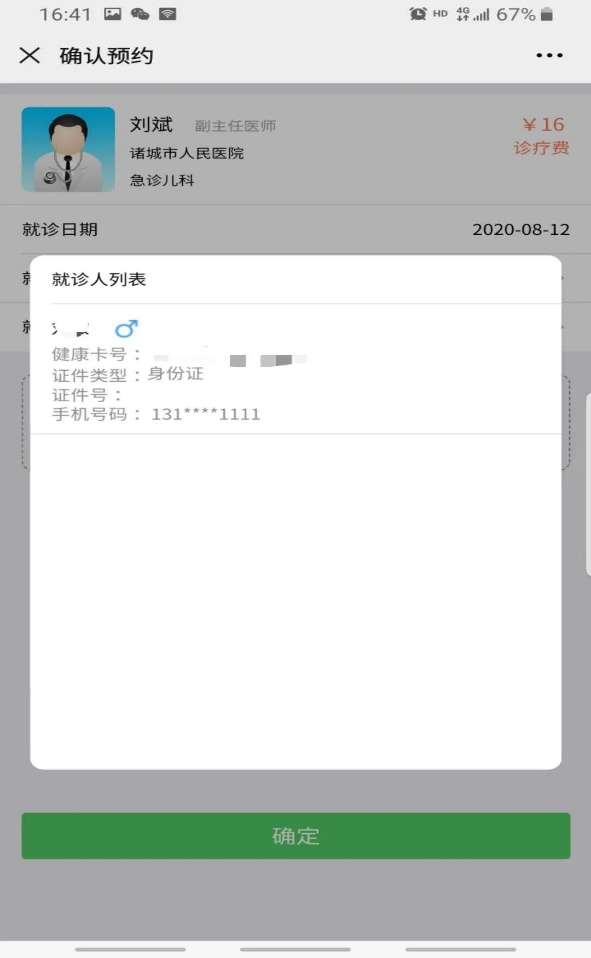 16:41 HD 4G 67%
确认预约
刘斌 副主任医师 ￥16
诸城市人民医院 诊疗费
急诊儿科
就诊日期 2020-08-12
就诊人列表
健康卡号：
证件类型：身份证
证件号：
手机号码：131****1111
确定